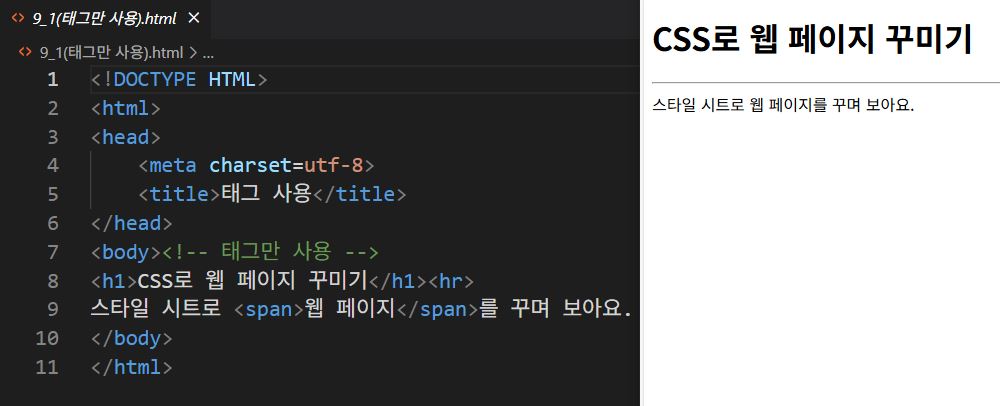 9_1(태그만 사용).html
9_1(태그만 사용).html > ...
1 <!DOCTYPE HTML>
2 <html>
3 <head>
4 <meta charset=utf-8>
5 <title>태그 사용</title>
6 </head>
7 <body><!-- 태그만 사용 -->
8 <h1>CSS로 웹 페이지 꾸미기</h1><hr>
9 스타일 시트로 <span>웹 페이지</span>를 꾸며 보아요.
10 </body>
11 </html>
CSS로 웹 페이지 꾸미기
스타일 시트로 웹 페이지를 꾸며 보아요.